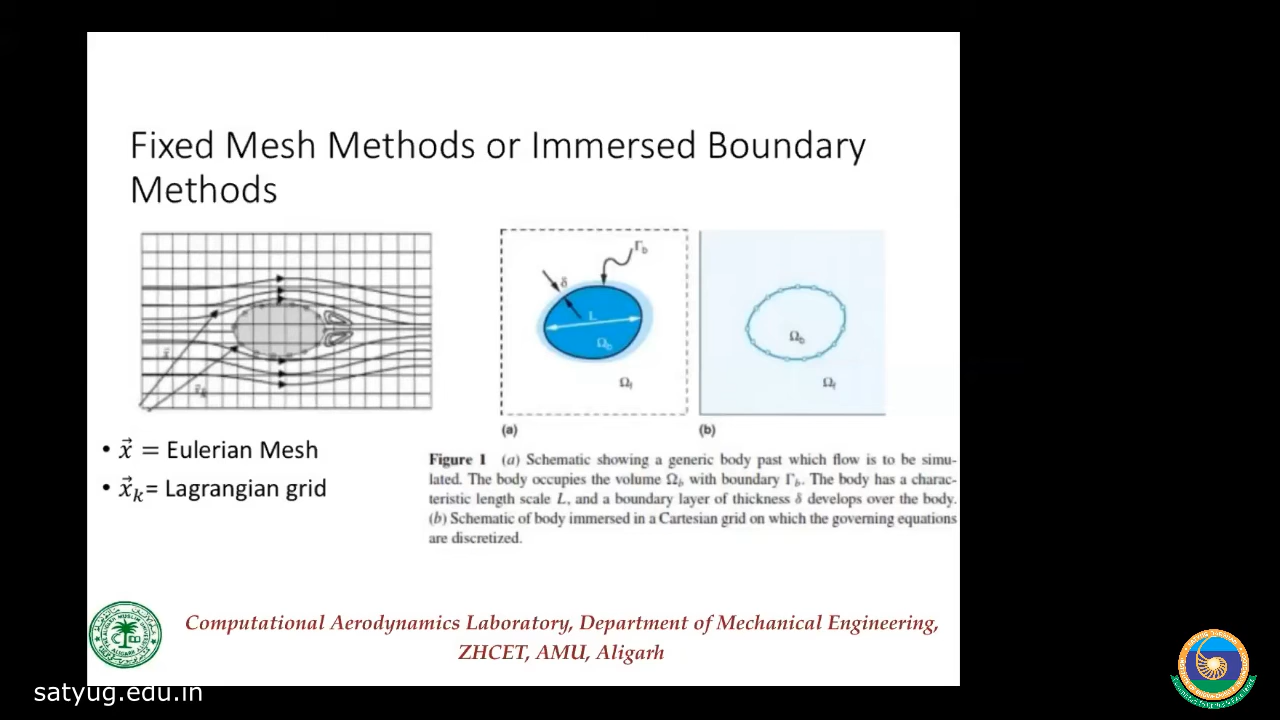 Fixed Mesh Methods or Immersed Boundary
Methods
Γb
δ
L
Ωb
Ωf
Ωb
Ωf
(a)
(b)
• x⃗ = Eulerian Mesh
• x⃗k= Lagrangian grid
Figure 1 (a) Schematic showing a generic body past which flow is to be simu-
lated. The body occupies the volume Ωb with boundary Γb. The body has a charac-
teristic length scale L, and a boundary layer of thickness δ develops over the body.
(b) Schematic of body immersed in a Cartesian grid on which the governing equations
are discretized.
Computational Aerodynamics Laboratory, Department of Mechanical Engineering,
ZHCET, AMU, Aligarh
satyug.edu.in